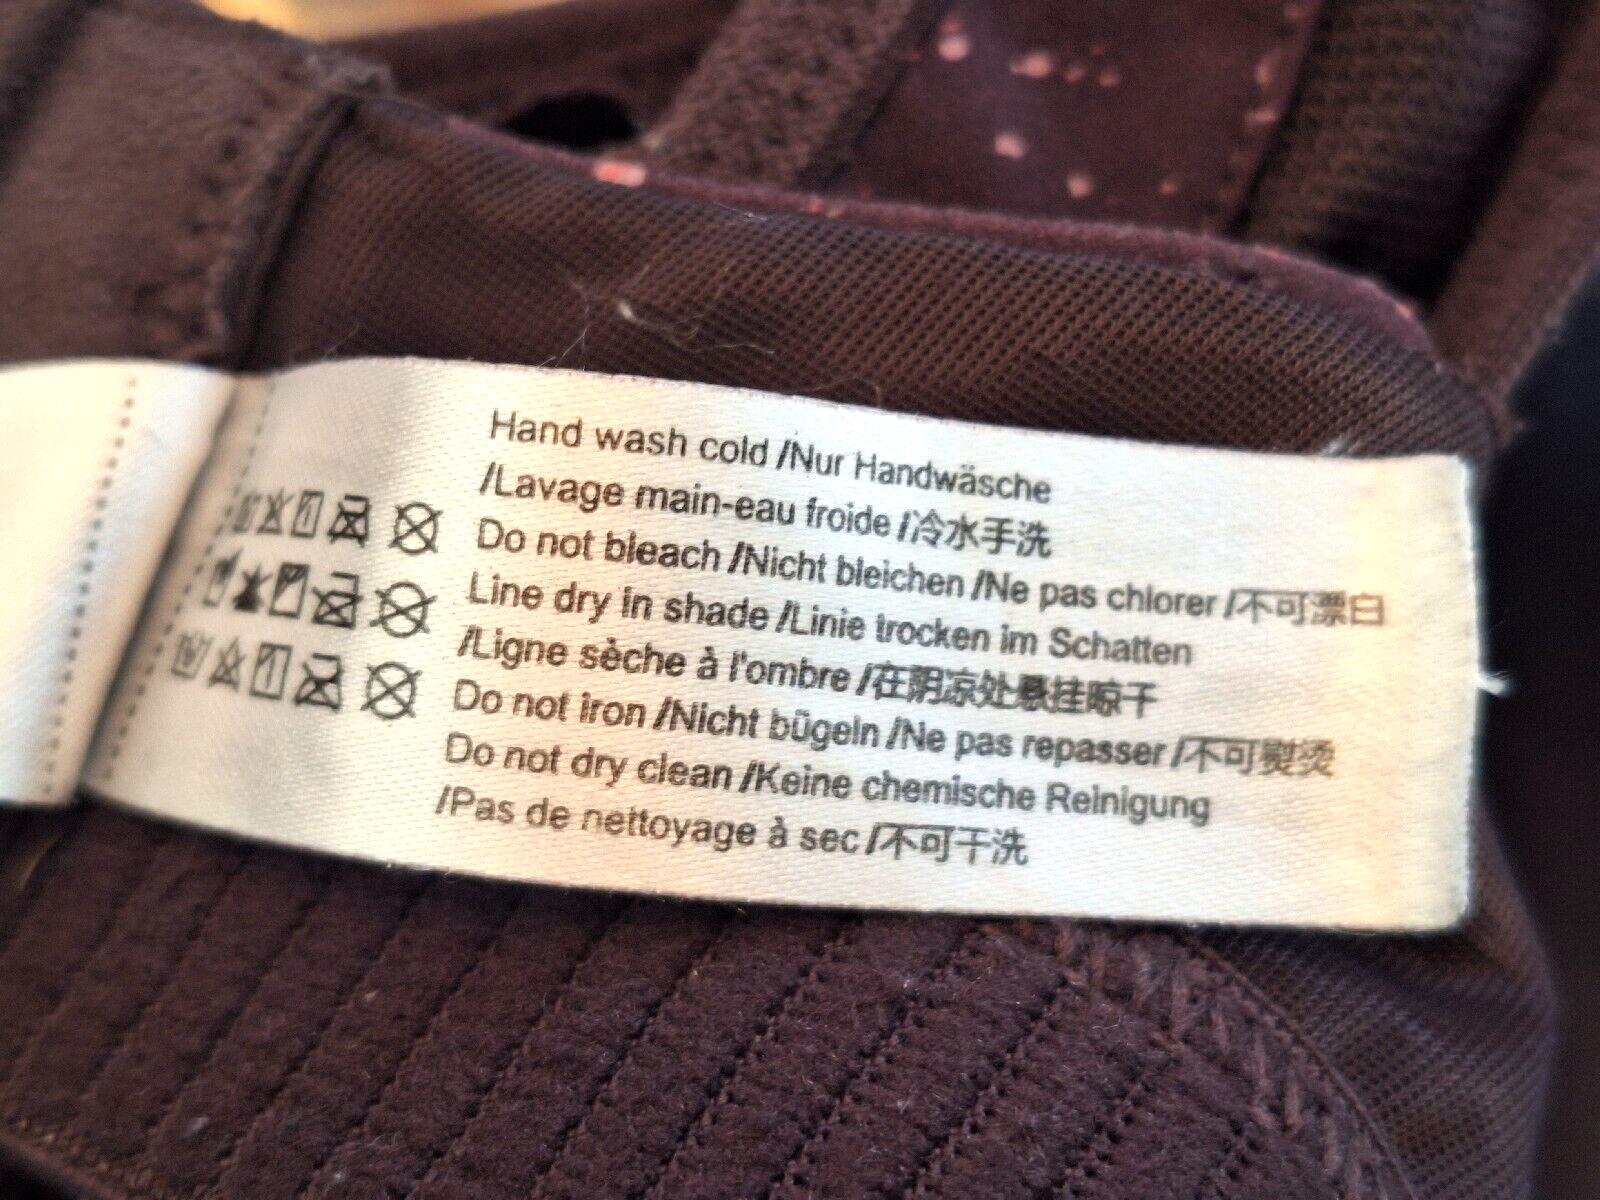 Hand wash cold /Nur Handwäsche
/Lavage main-eau froide /冷水手洗
Do not bleach /Nicht bleichen /Ne pas chlorer /不可漂白
Line dry in shade /Linie trocken im Schatten
/Ligne sèche à l'ombre /在阴凉处悬挂晾干
Do not iron /Nicht bügeln /Ne pas repasser /不可熨烫
Do not dry clean /Keine chemische Reinigung
/Pas de nettoyage à sec /不可干洗